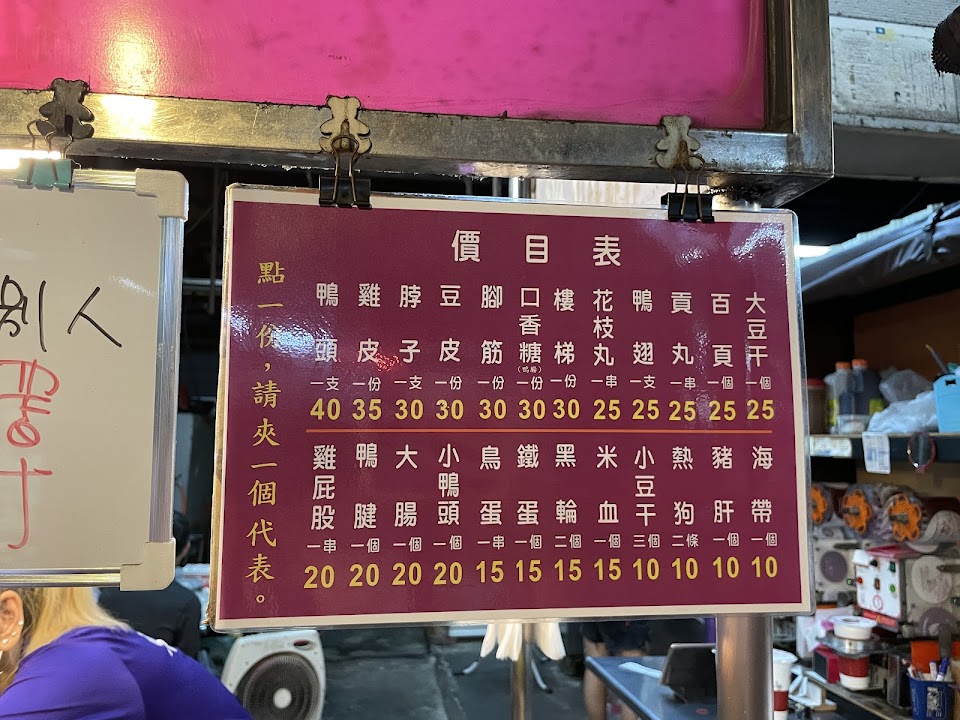 價目表
點一份，請夾一個代表。
鴨頭 一支 40
雞皮 一份 35
脖子 一支 30
豆皮 一份 30
腳筋 一份 30
口香糖 (鴨腸) 一份 30
樓梯 一份 30
花枝丸 一串 25
鴨翅 一支 25
貢丸 一串 25
百頁 一個 25
大豆干 一個 25
雞屁股 一串 20
鴨腱 一個 20
大腸 一個 20
小鴨頭 一個 20
鳥蛋 一串 15
鐵蛋 一個 15
黑輪 二個 15
米血 一個 15
小豆干 三個 10
熱狗 二條 10
豬肝 一個 10
海帶 一個 10
別人